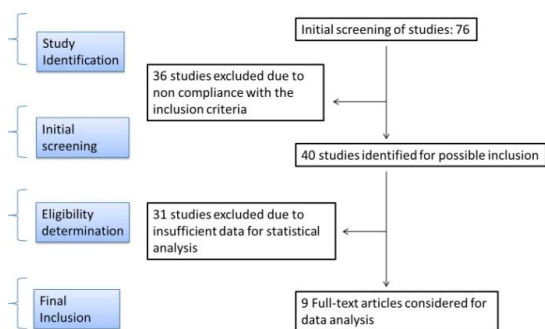 Study
Identification
Initial screening of studies: 76
36 studies excluded due to
non compliance with the
inclusion criteria
Initial
screening
40 studies identified for possible inclusion
Eligibility
determination
31 studies excluded due to
insufficient data for statistical
analysis
Final
Inclusion
9 Full-text articles considered for
data analysis